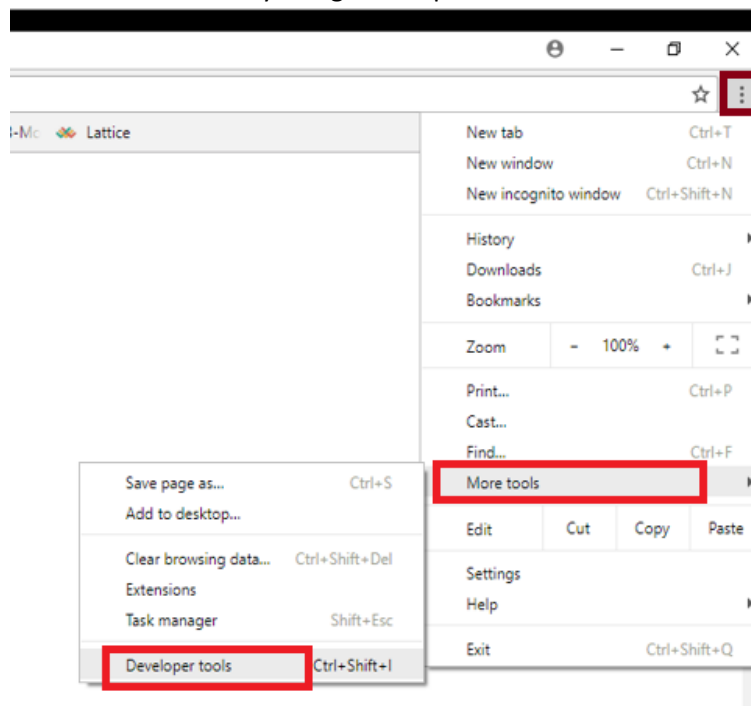 -Mc Lattice
New tab Ctrl+T
New window Ctrl+N
New incognito window Ctrl+Shift+N
History
Downloads Ctrl+J
Bookmarks
Zoom - 100% +
Print... Ctrl+P
Cast...
Find... Ctrl+F
More tools
Edit Cut Copy Paste
Settings
Help
Exit Ctrl+Shift+Q
Save page as... Ctrl+S
Add to desktop...
Clear browsing data... Ctrl+Shift+Del
Extensions
Task manager Shift+Esc
Developer tools Ctrl+Shift+I